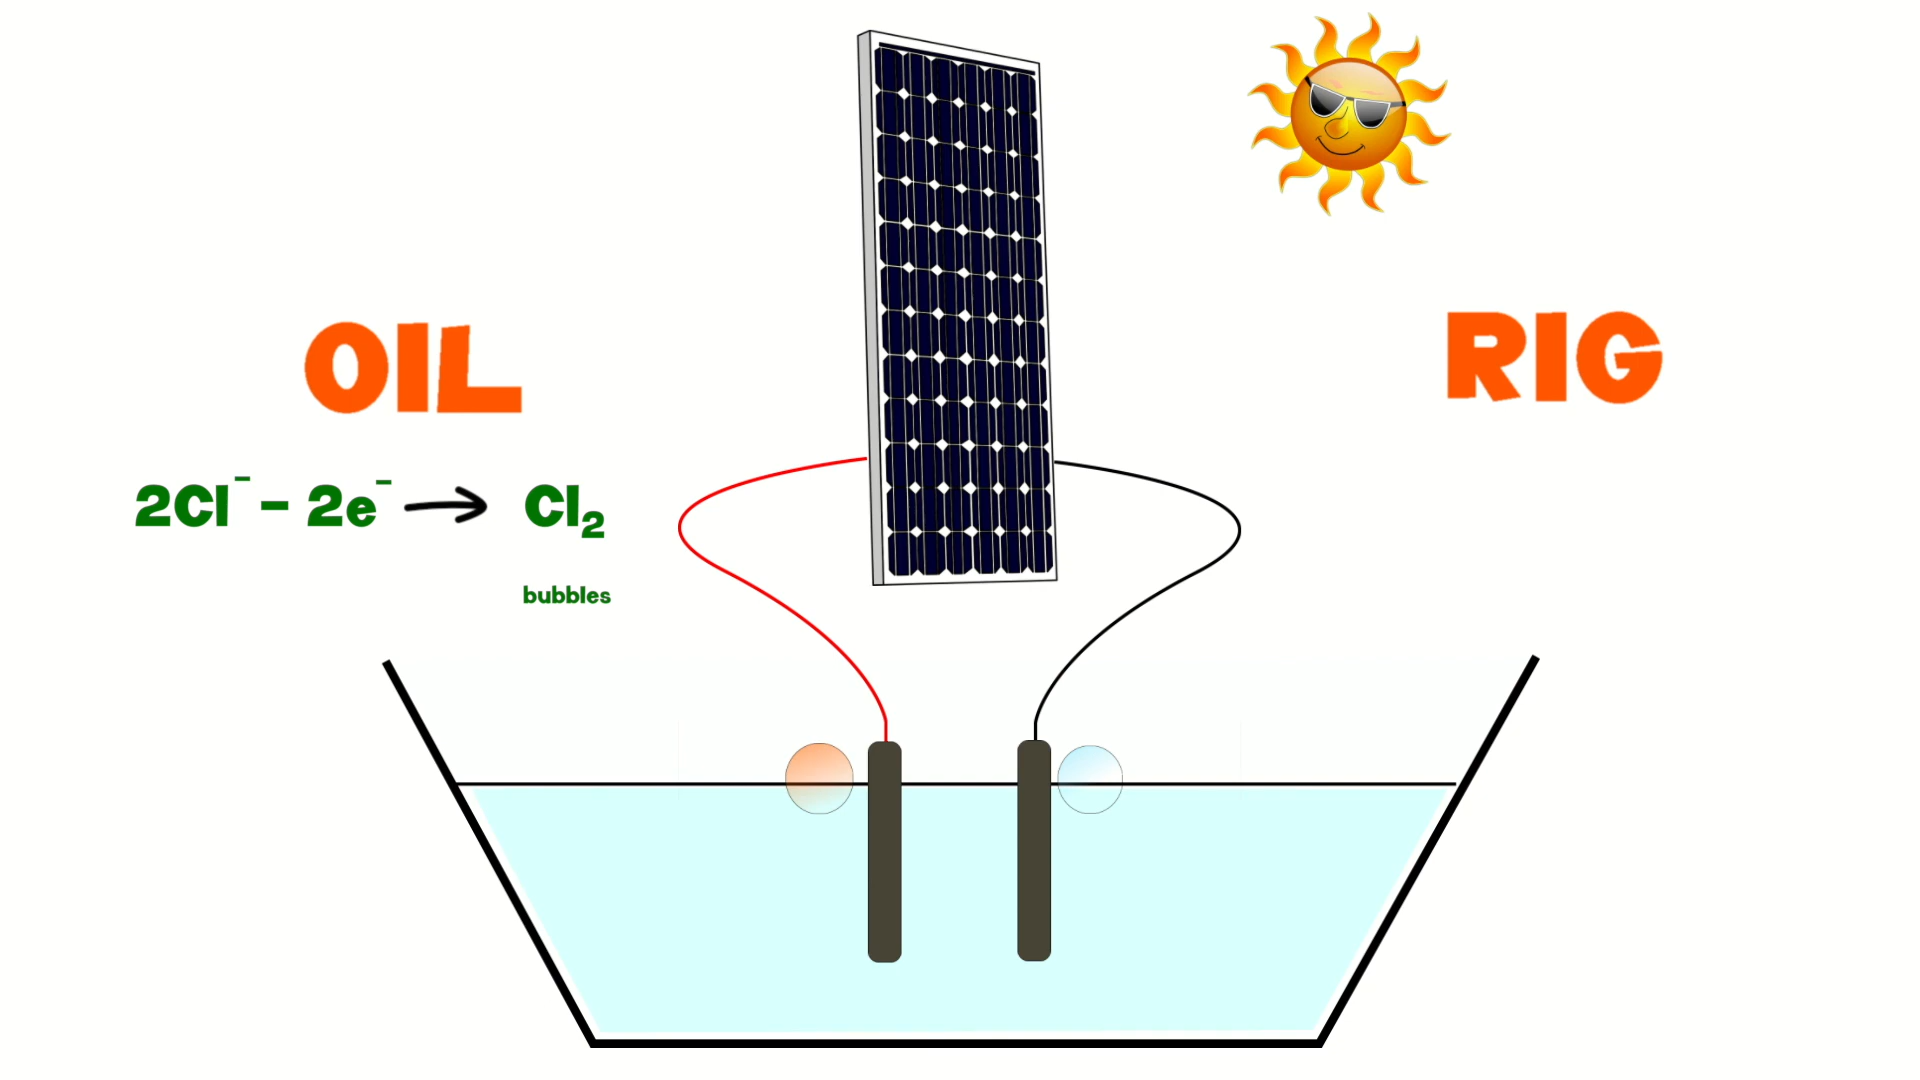 OIL
RIG
2Cl⁻ – 2e⁻ → Cl₂
bubbles